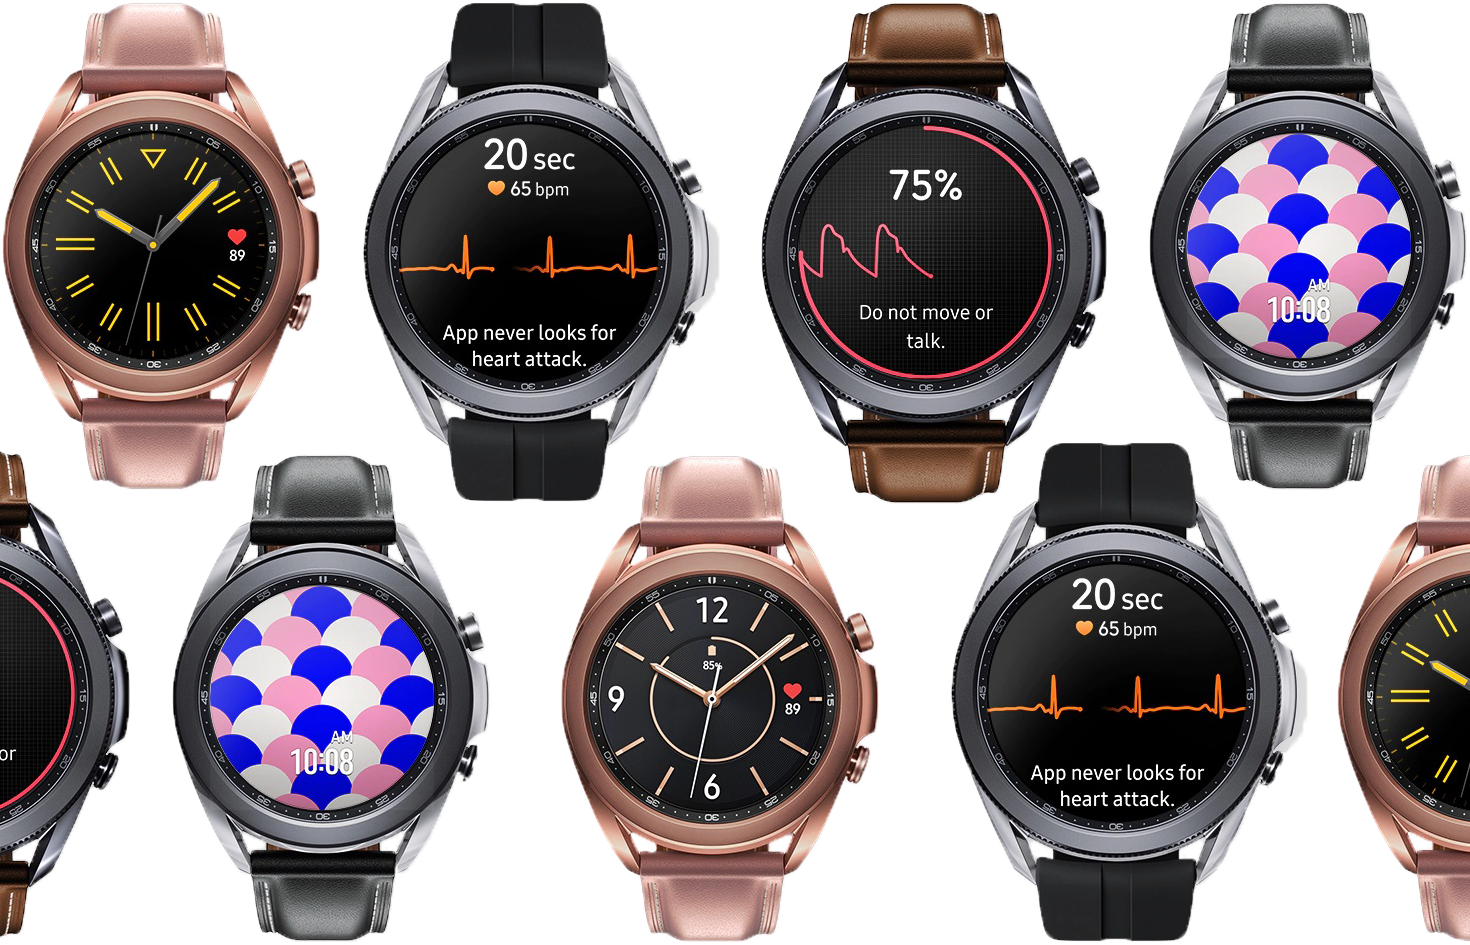 89
20 sec
65 bpm
App never looks for
heart attack.
75%
Do not move or
talk.
AM
10:08
or
AM
10:08
12
85%
9
89
6
20 sec
65 bpm
App never looks for
heart attack.